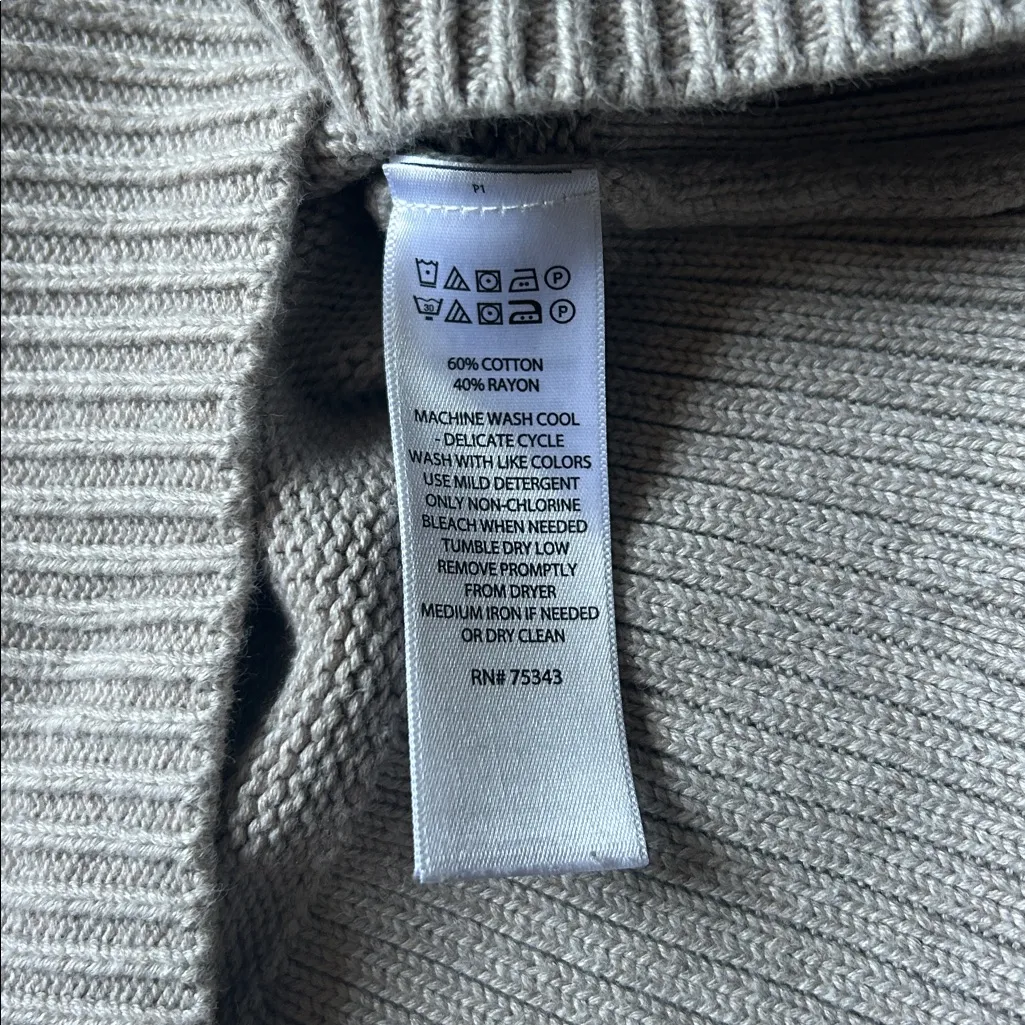 P1
P
30 P
60% COTTON
40% RAYON
MACHINE WASH COOL
- DELICATE CYCLE
WASH WITH LIKE COLORS
USE MILD DETERGENT
ONLY NON-CHLORINE
BLEACH WHEN NEEDED
TUMBLE DRY LOW
REMOVE PROMPTLY
FROM DRYER
MEDIUM IRON IF NEEDED
OR DRY CLEAN
RN# 75343